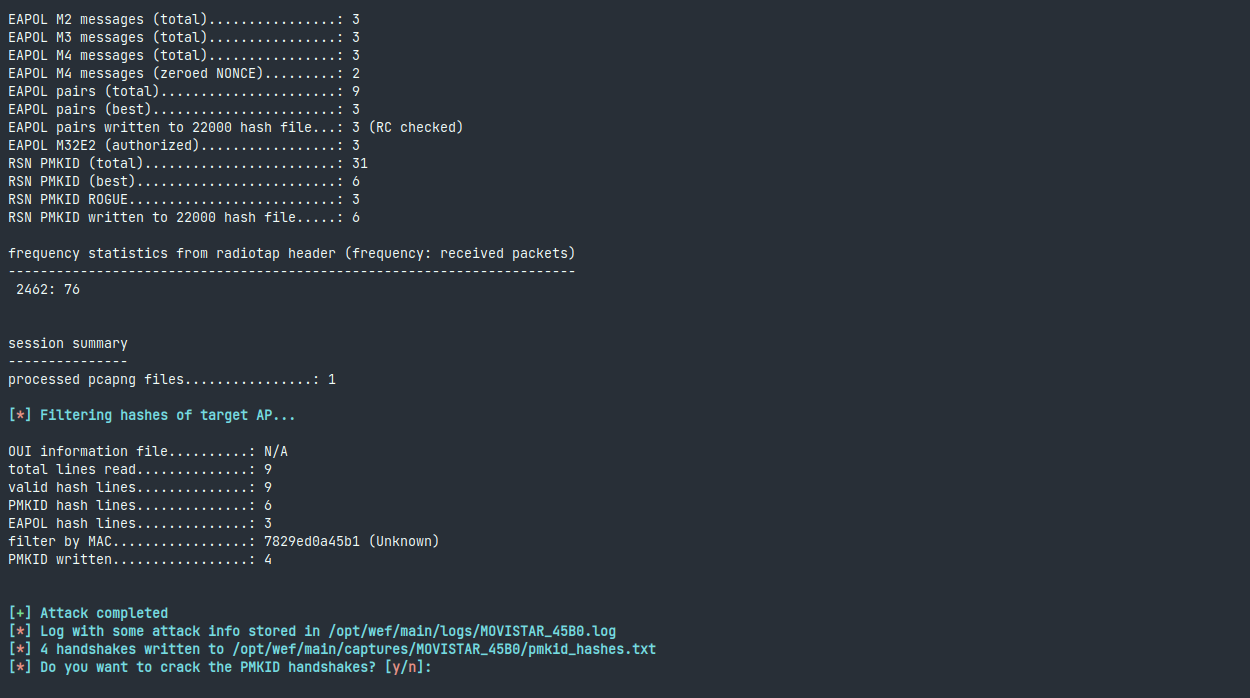 EAPOL M2 messages (total)................: 3
EAPOL M3 messages (total)................: 3
EAPOL M4 messages (total)................: 3
EAPOL M4 messages (zeroed NONCE).........: 2
EAPOL pairs (total)......................: 9
EAPOL pairs (best).......................: 3
EAPOL pairs written to 22000 hash file...: 3 (RC checked)
EAPOL M32E2 (authorized).................: 3
RSN PMKID (total)........................: 31
RSN PMKID (best).........................: 6
RSN PMKID ROGUE..........................: 3
RSN PMKID written to 22000 hash file.....: 6
frequency statistics from radiotap header (frequency: received packets)
-----------------------------------------------------------------------
2462: 76
session summary
---------------
processed pcapng files................: 1
[*] Filtering hashes of target AP...
OUI information file..........: N/A
total lines read..............: 9
valid hash lines..............: 9
PMKID hash lines..............: 6
EAPOL hash lines..............: 3
filter by MAC.................: 7829ed0a45b1 (Unknown)
PMKID written.................: 4
[+] Attack completed
[*] Log with some attack info stored in /opt/wef/main/logs/MOVISTAR_45B0.log
[*] 4 handshakes written to /opt/wef/main/captures/MOVISTAR_45B0/pmkid_hashes.txt
[*] Do you want to crack the PMKID handshakes? [y/n]: